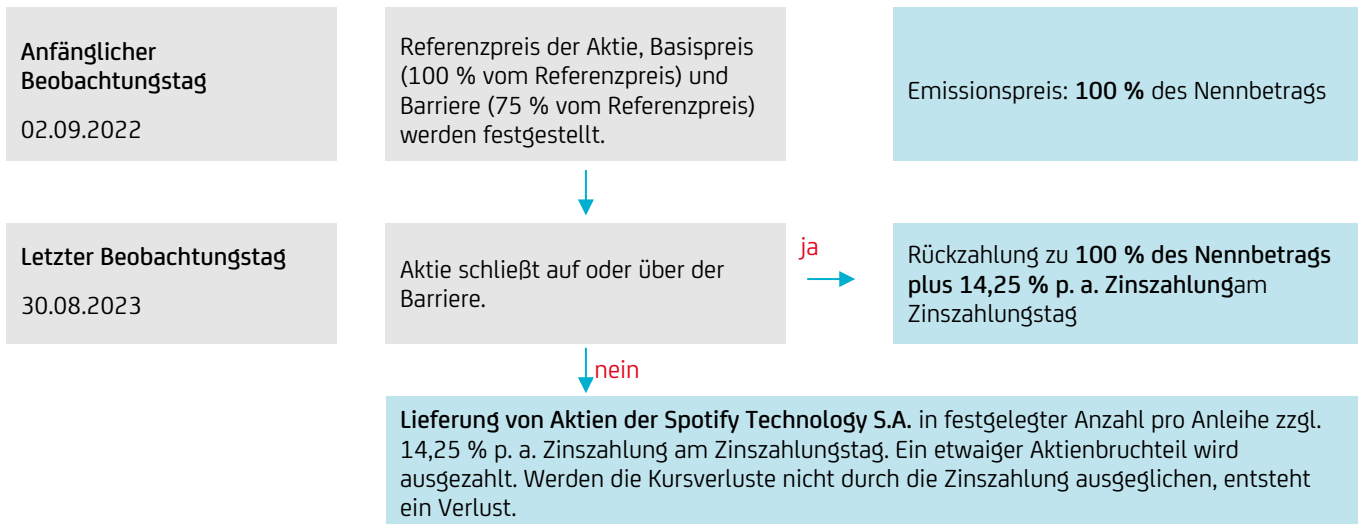 Anfänglicher
Beobachtungstag
02.09.2022
Referenzpreis der Aktie, Basispreis
(100 % vom Referenzpreis) und
Barriere (75 % vom Referenzpreis)
werden festgestellt.
Emissionspreis: 100 % des Nennbetrags
Letzter Beobachtungstag
30.08.2023
Aktie schließt auf oder über der
Barriere.
ja
Rückzahlung zu 100 % des Nennbetrags
plus 14,25 % p. a. Zinszahlungam
Zinszahlungstag
nein
Lieferung von Aktien der Spotify Technology S.A. in festgelegter Anzahl pro Anleihe zzgl.
14,25 % p. a. Zinszahlung am Zinszahlungstag. Ein etwaiger Aktienbruchteil wird
ausgezahlt. Werden die Kursverluste nicht durch die Zinszahlung ausgeglichen, entsteht
ein Verlust.